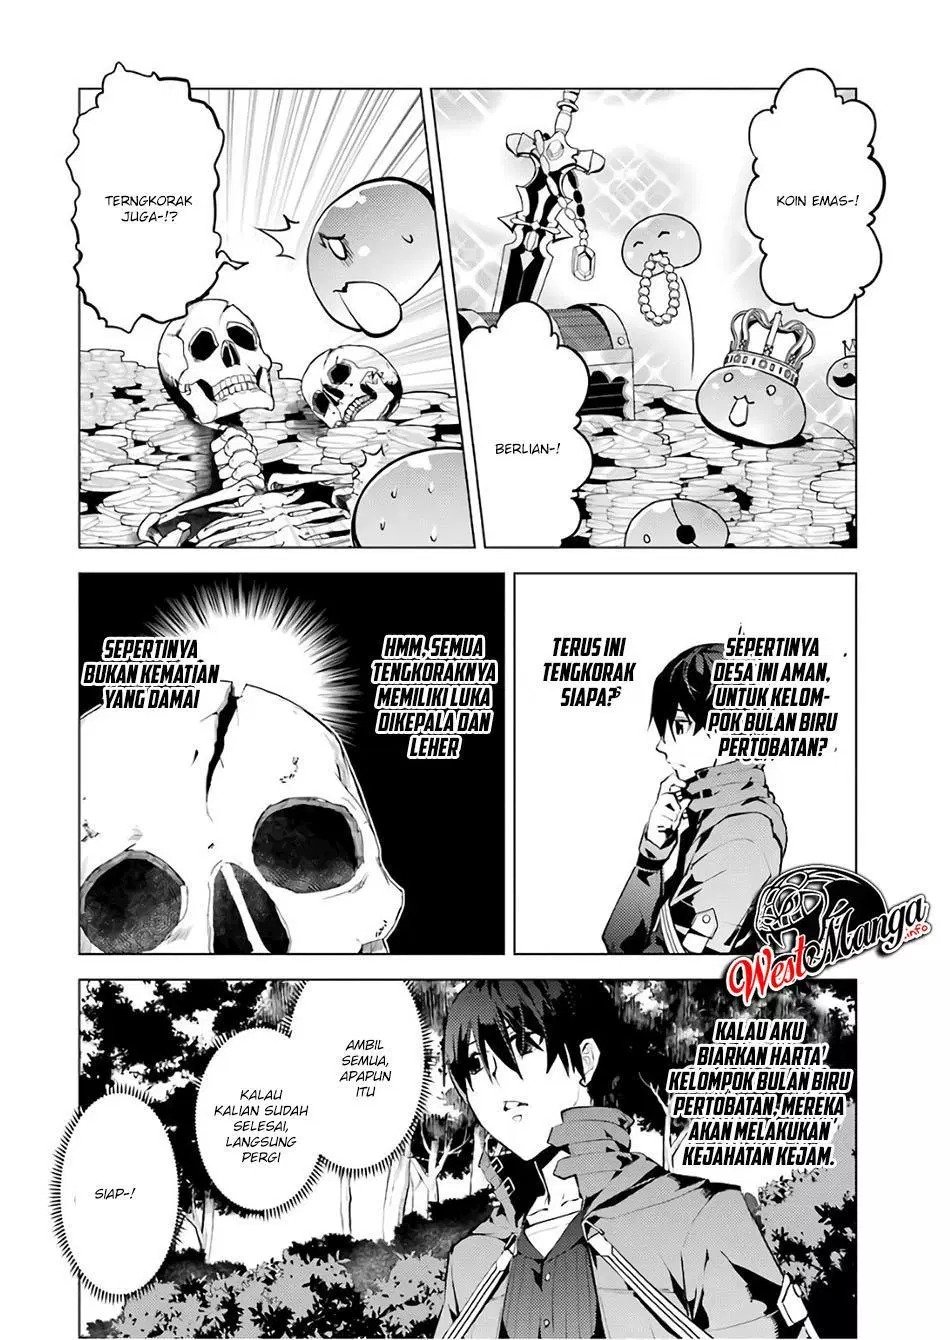 KOIN EMAS-!
BERLIAN-!
TERNGKORAK
JUGA-!?
SEPERTINYA
DESA INI AMAN,
UNTUK KELOM-
POK BULAN BIRU
PERTOBATAN?
TERUS INI
TENGKORAK
SIAPA?
HMM, SEMUA
TENGKORAKNYA
MEMILIKI LUKA
DIKEPALA DAN
LEHER
SEPERTINYA
BUKAN KEMATIAN
YANG DAMAI
WestManga
.info
KALAU AKU
BIARKAN HARTA
KELOMPOK BULAN BIRU
PERTOBATAN, MEREKA
AKAN MELAKUKAN
KEJAHATAN KEJAM.
AMBIL
SEMUA,
APAPUN
ITU
KALAU
KALIAN SUDAH
SELESAI,
LANGSUNG
PERGI
SIAP-!